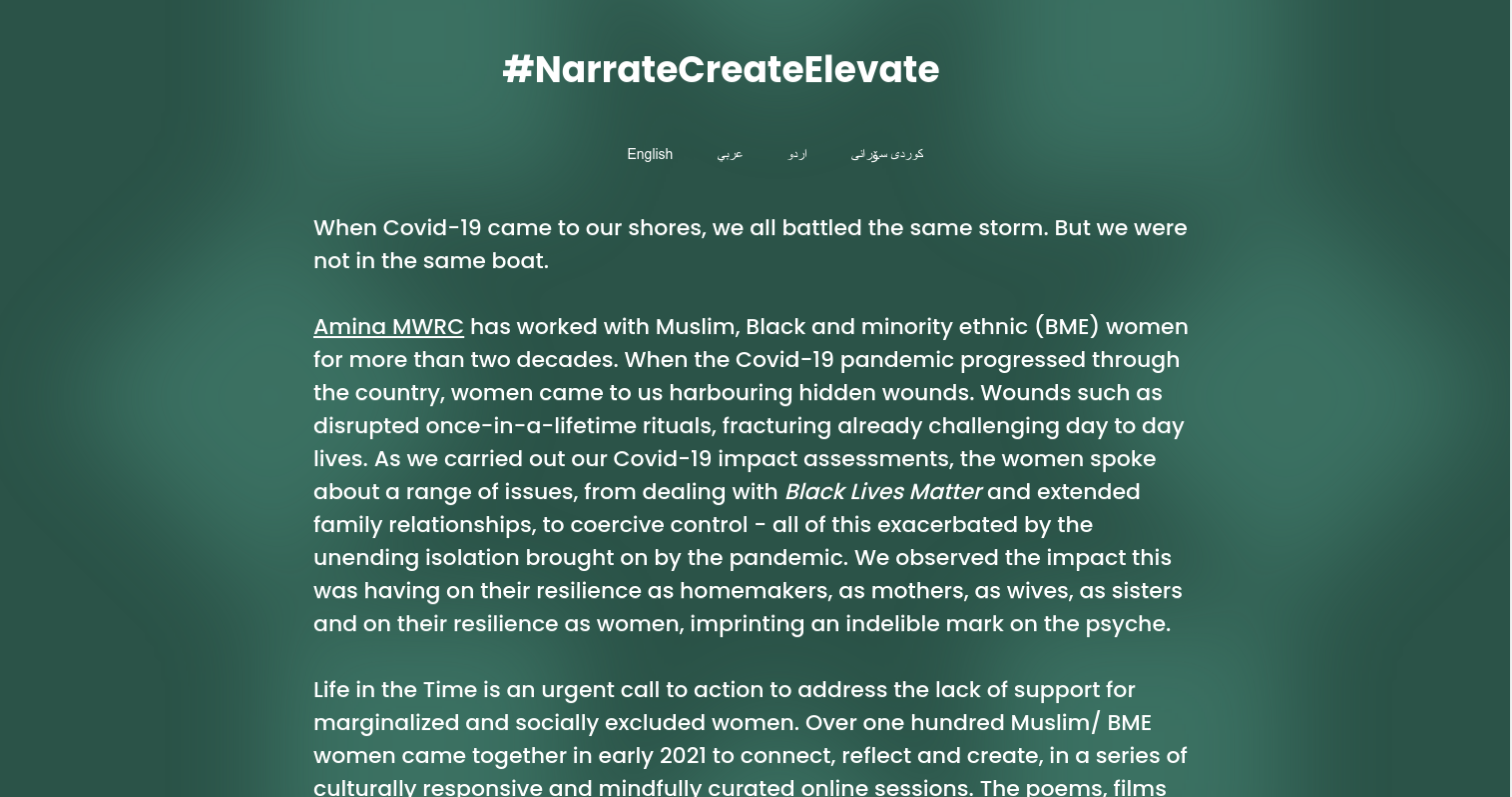 #NarrateCreateElevate
English عربي اردو کوردی سۆرانی
When Covid-19 came to our shores, we all battled the same storm. But we were
not in the same boat.
Amina MWRC has worked with Muslim, Black and minority ethnic (BME) women
for more than two decades. When the Covid-19 pandemic progressed through
the country, women came to us harbouring hidden wounds. Wounds such as
disrupted once-in-a-lifetime rituals, fracturing already challenging day to day
lives. As we carried out our Covid-19 impact assessments, the women spoke
about a range of issues, from dealing with Black Lives Matter and extended
family relationships, to coercive control - all of this exacerbated by the
unending isolation brought on by the pandemic. We observed the impact this
was having on their resilience as homemakers, as mothers, as wives, as sisters
and on their resilience as women, imprinting an indelible mark on the psyche.
Life in the Time is an urgent call to action to address the lack of support for
marginalized and socially excluded women. Over one hundred Muslim/ BME
women came together in early 2021 to connect, reflect and create, in a series of
culturally responsive and mindfully curated online sessions. The poems, films